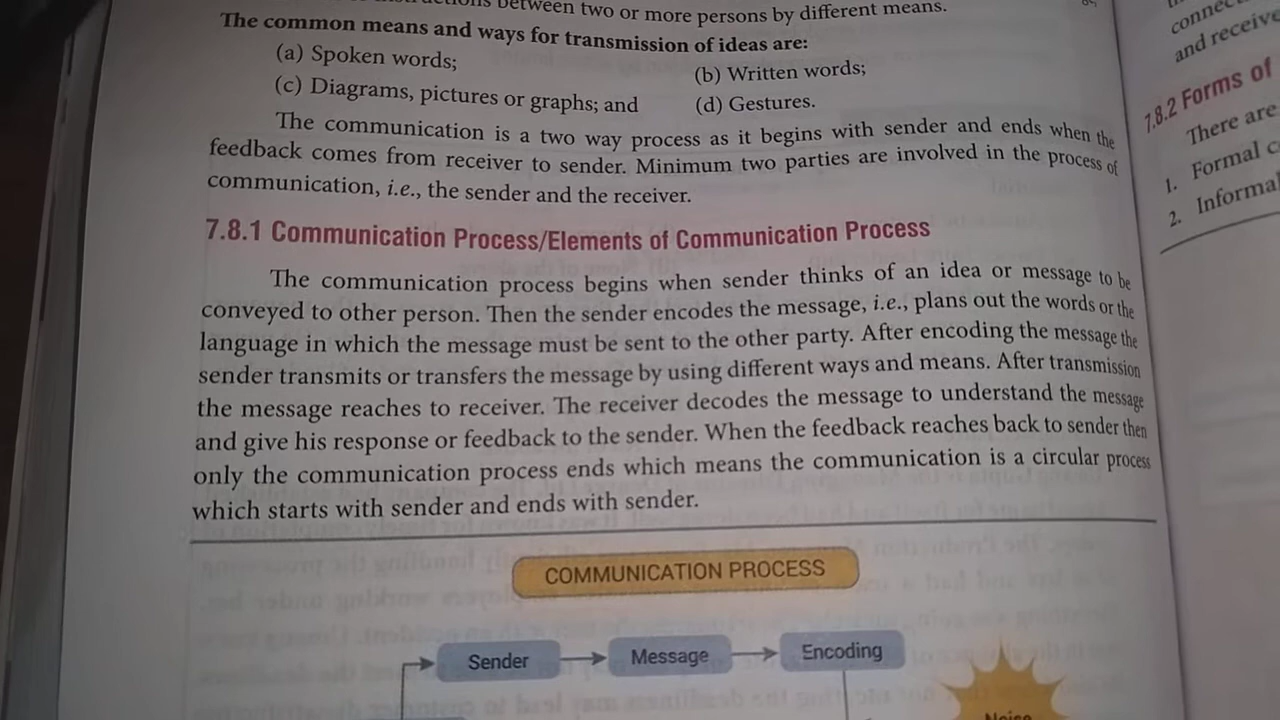 between two or more persons by different means.
The common means and ways for transmission of ideas are:
(a) Spoken words;
(b) Written words;
(c) Diagrams, pictures or graphs; and
(d) Gestures.
The communication is a two way process as it begins with sender and ends when the
feedback comes from receiver to sender. Minimum two parties are involved in the process of
communication, i.e., the sender and the receiver.
7.8.1 Communication Process/Elements of Communication Process
The communication process begins when sender thinks of an idea or message to be
conveyed to other person. Then the sender encodes the message, i.e., plans out the words or the
language in which the message must be sent to the other party. After encoding the message the
sender transmits or transfers the message by using different ways and means. After transmission
the message reaches to receiver. The receiver decodes the message to understand the message
and give his response or feedback to the sender. When the feedback reaches back to sender then
only the communication process ends which means the communication is a circular process
which starts with sender and ends with sender.
COMMUNICATION PROCESS
Sender
Message
Encoding
Noise
and receive
7.8.2 Forms of
There are
1. Formal c
2. Informal